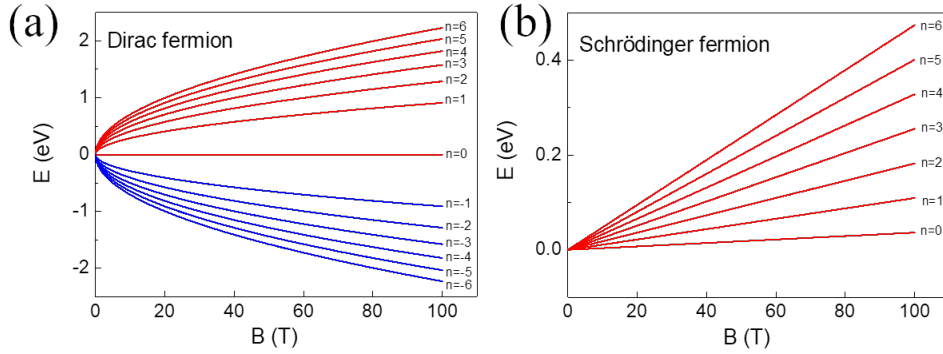 (a)
Dirac fermion
E (eV)
2
1
0
-1
-2
n=6
n=5
n=4
n=3
n=2
n=1
n=0
n=-1
n=-2
n=-3
n=-4
n=-5
n=-6
0 20 40 60 80 100
B (T)
(b)
Schrödinger fermion
E (eV)
0.4
0.2
0.0
n=6
n=5
n=4
n=3
n=2
n=1
n=0
0 20 40 60 80 100
B (T)